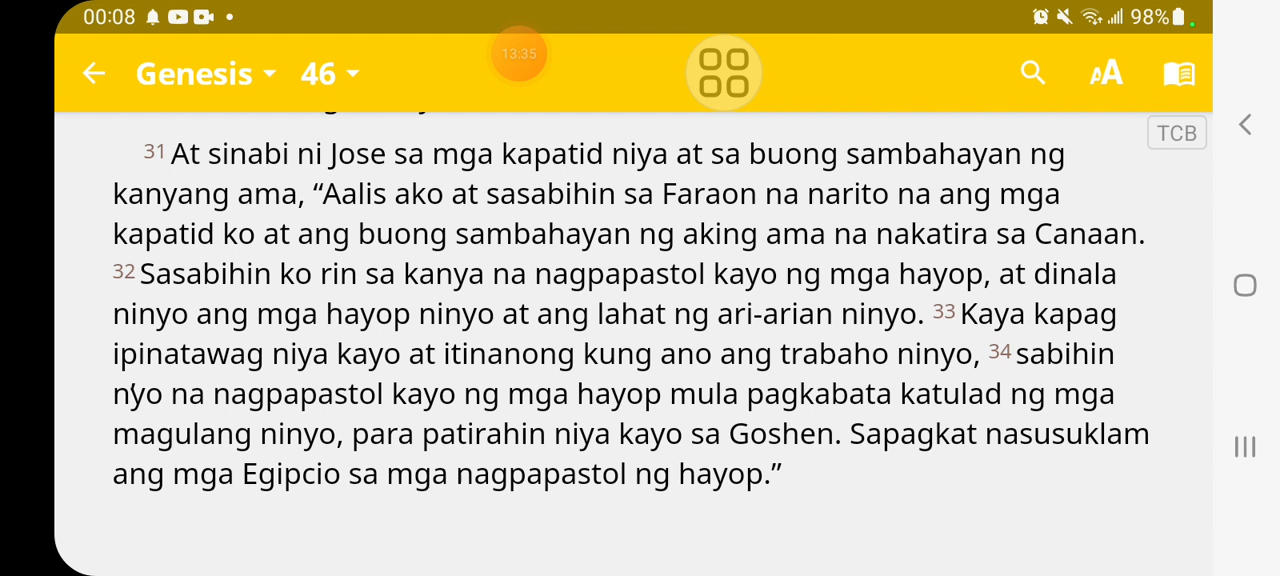 00:08 98%
13:35
Genesis 46
TCB
31 At sinabi ni Jose sa mga kapatid niya at sa buong sambahayan ng
kanyang ama, “Aalis ako at sasabihin sa Faraon na narito na ang mga
kapatid ko at ang buong sambahayan ng aking ama na nakatira sa Canaan.
32 Sasabihin ko rin sa kanya na nagpapastol kayo ng mga hayop, at dinala
ninyo ang mga hayop ninyo at ang lahat ng ari-arian ninyo. 33 Kaya kapag
ipinatawag niya kayo at itinanong kung ano ang trabaho ninyo, 34 sabihin
n’yo na nagpapastol kayo ng mga hayop mula pagkabata katulad ng mga
magulang ninyo, para patirahin niya kayo sa Goshen. Sapagkat nasusuklam
ang mga Egipcio sa mga nagpapastol ng hayop.”